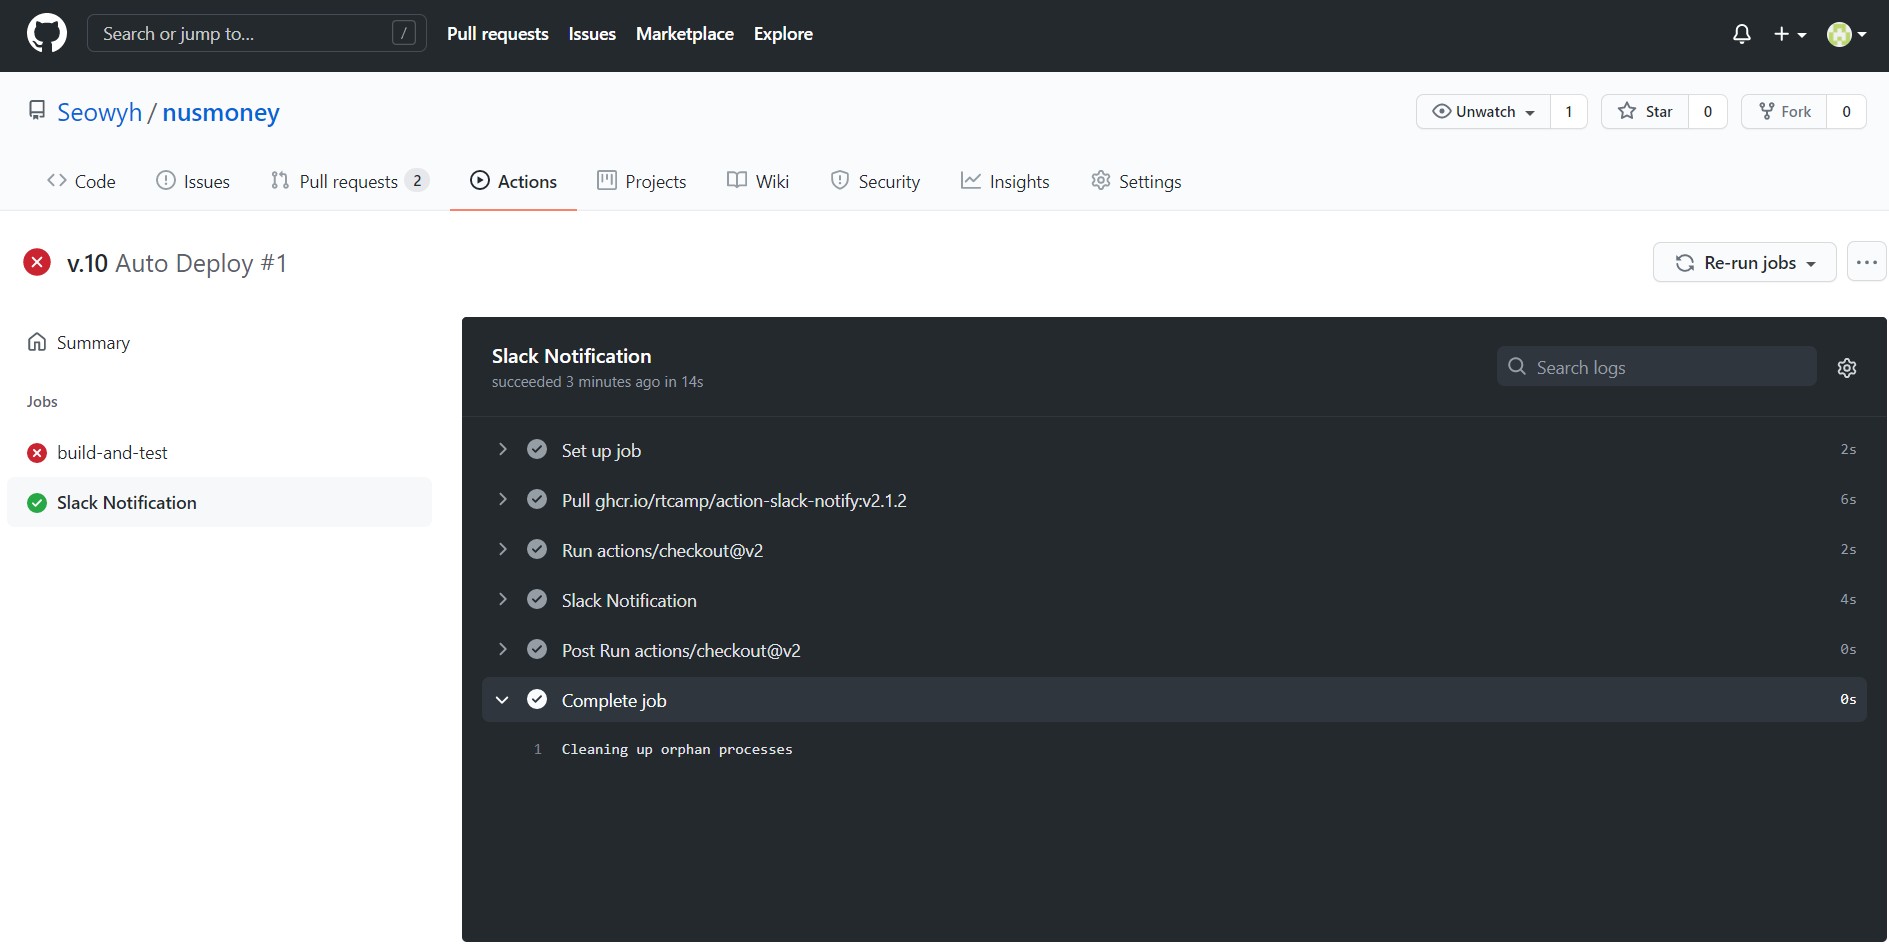 Search or jump to... / Pull requests Issues Marketplace Explore
Seowyh / nusmoney Unwatch 1 Star 0 Fork 0
Code Issues Pull requests 2 Actions Projects Wiki Security Insights Settings
v.10 Auto Deploy #1 Re-run jobs ...
Summary
Jobs
build-and-test
Slack Notification
Slack Notification
succeeded 3 minutes ago in 14s
Search logs
Set up job 2s
Pull ghcr.io/rtcamp/action-slack-notify:v2.1.2 6s
Run actions/checkout@v2 2s
Slack Notification 4s
Post Run actions/checkout@v2 0s
Complete job 0s
1 Cleaning up orphan processes